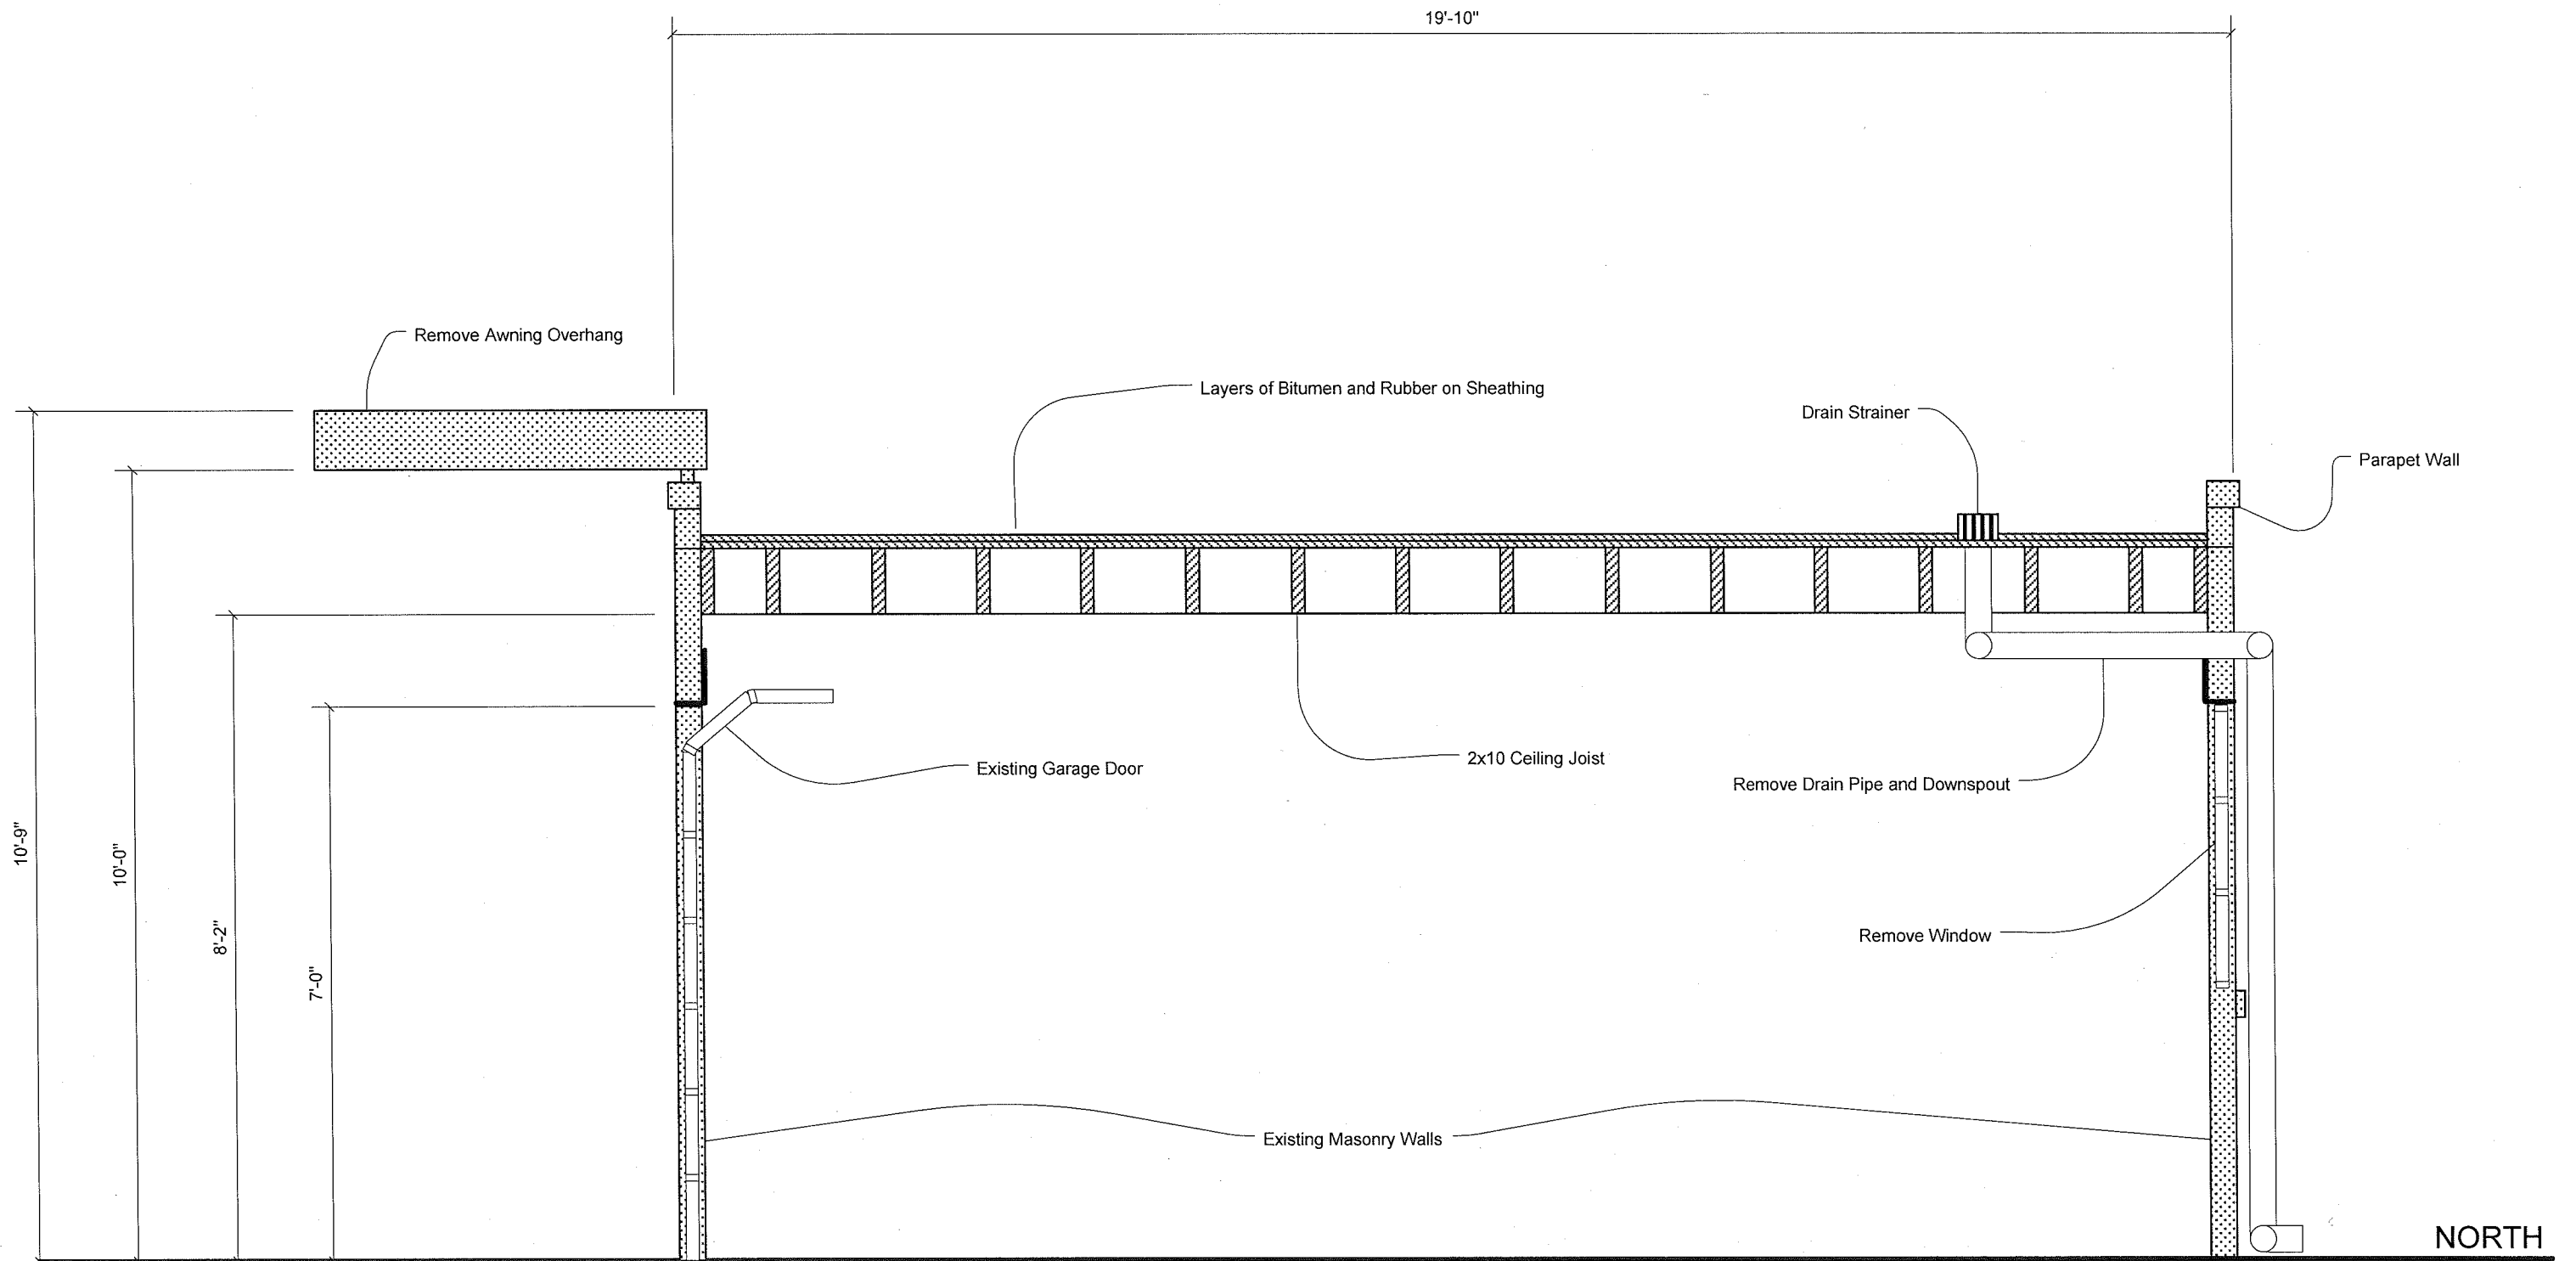 19'-10"
Remove Awning Overhang
Layers of Bitumen and Rubber on Sheathing
Drain Strainer
Parapet Wall
2x10 Ceiling Joist
Existing Garage Door
Remove Drain Pipe and Downspout
10'-9"
10'-0"
8'-2"
7'-0"
Remove Window
Existing Masonry Walls
NORTH